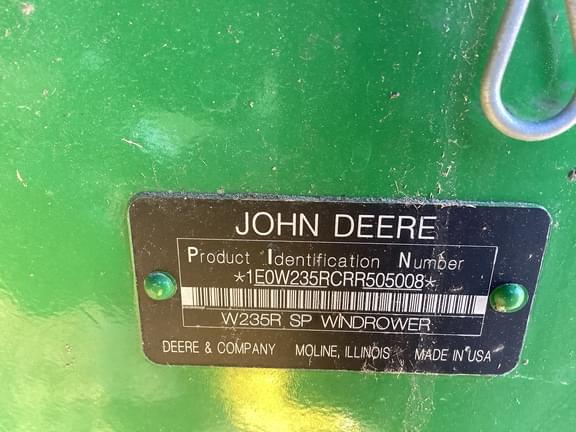 JOHN DEERE
Product Identification Number
*1E0W235RCRR505008*
W235R SP WINDROWER
DEERE & COMPANY MOLINE, ILLINOIS MADE IN USA